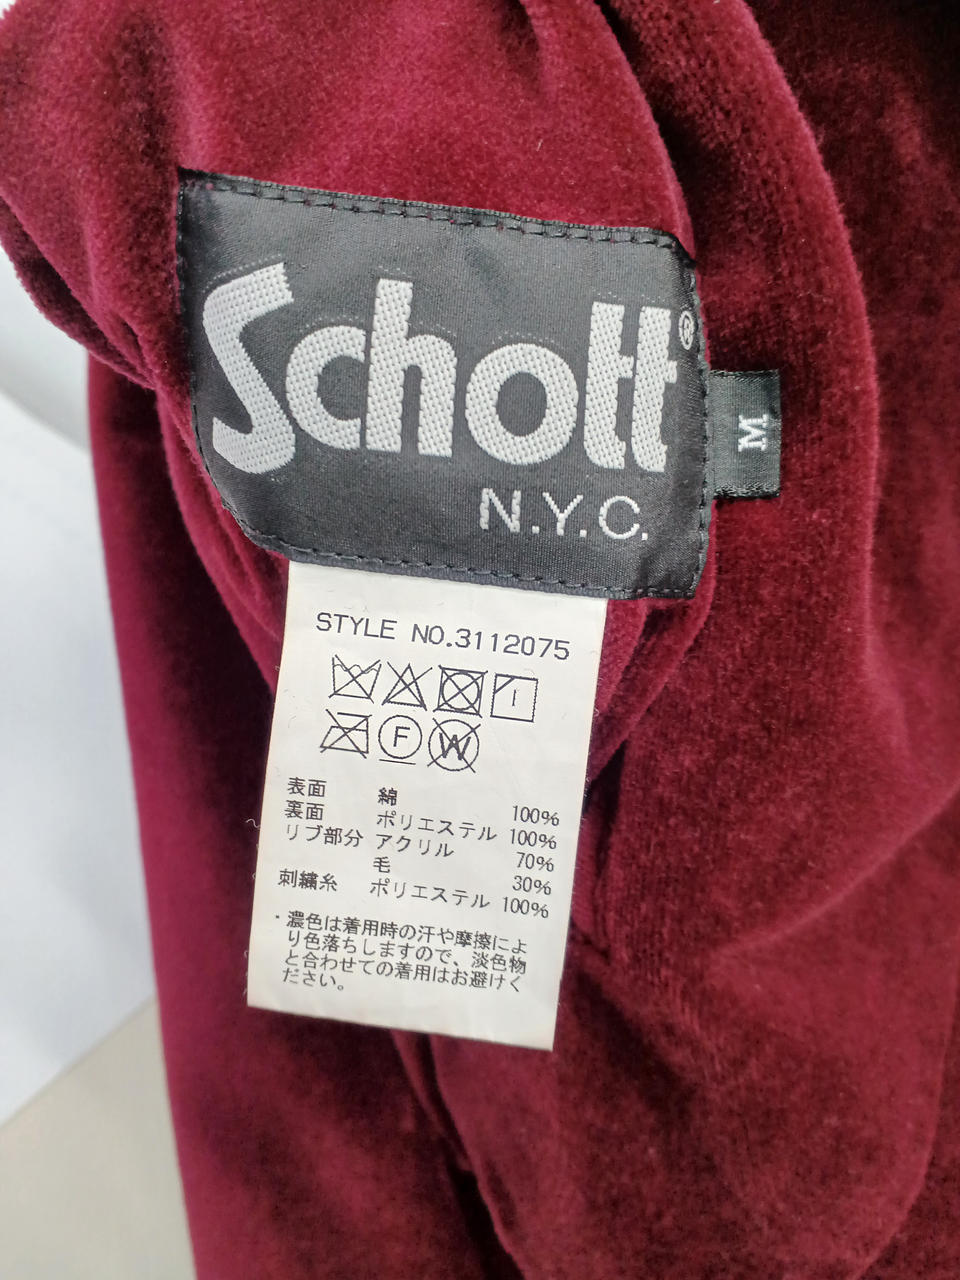 Schott®
N.Y.C.
M
STYLE NO.3112075
F
W
表面 綿 100%
裏面 ポリエステル 100%
リブ部分 アクリル 70%
毛 30%
刺繍糸 ポリエステル 100%
・濃色は着用時の汗や摩擦によ
り色落ちしますので、淡色物
と合わせての着用はお避けく
ださい。